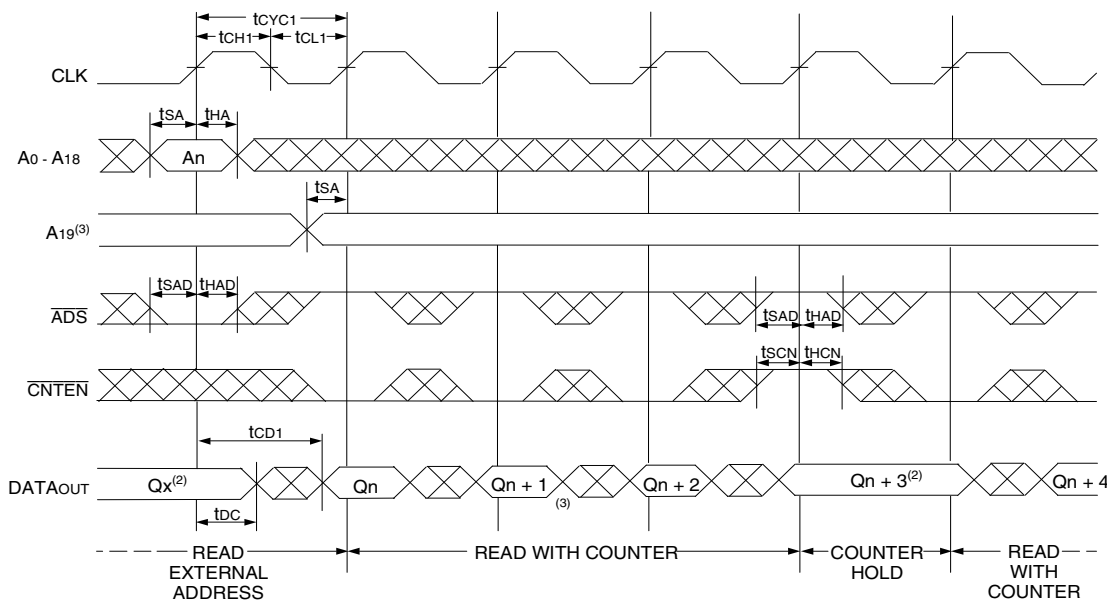 tCYC1
tCH1 tCL1
CLK
tSA tHA
A0 - A18 An
tSA
A19(3)
tSAD tHAD
ADS
tSAD tHAD
tSCN tHCN
CNTEN
tCD1
DATAOUT Qx(2) Qn Qn + 1 (3) Qn + 2 Qn + 3(2) Qn + 4
tDC
READ EXTERNAL ADDRESS
READ WITH COUNTER
COUNTER HOLD
READ WITH COUNTER